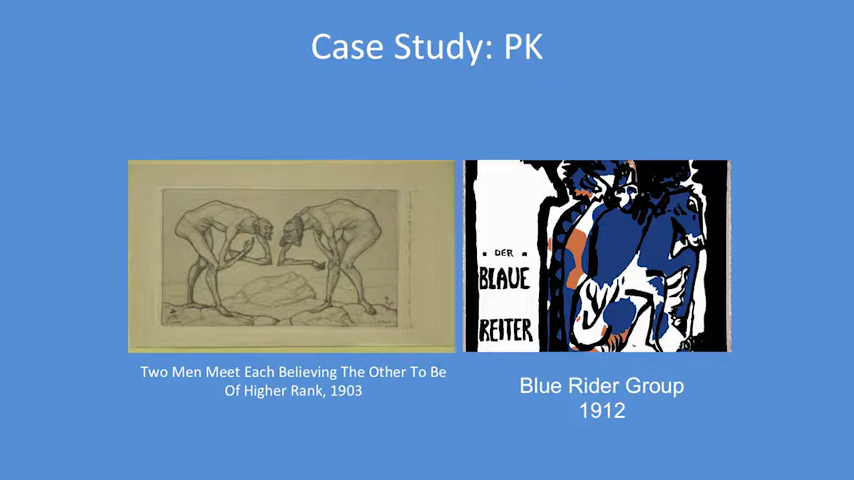 Case Study: PK
DER
BLAUE
REITER
Two Men Meet Each Believing The Other To Be
Of Higher Rank, 1903
Blue Rider Group
1912